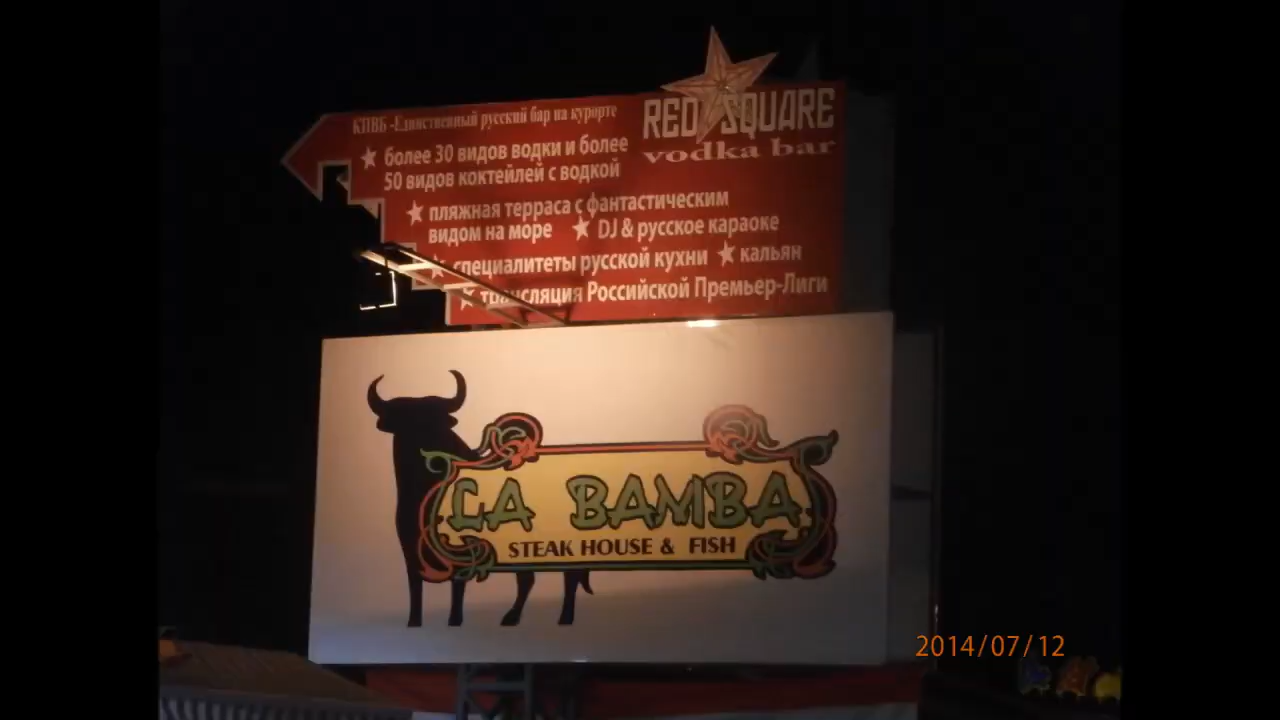 КПВБ -Единственный русский бар на курорте
RED SQUARE
vodka bar
более 30 видов водки и более
50 видов коктейлей с водкой
пляжная терраса с фантастическим
видом на море
DJ & русское караоке
специалитеты русской кухни
кальян
трансляция Российской Премьер-Лиги
LA BAMBA
STEAK HOUSE & FISH
2014/07/12